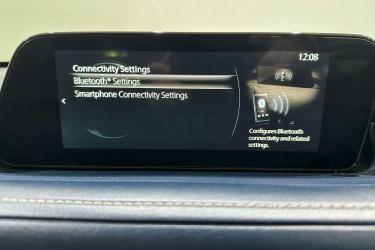 12:08
Connectivity Settings
Bluetooth® Settings
Smartphone Connectivity Settings
Configures Bluetooth
connectivity and related
settings.